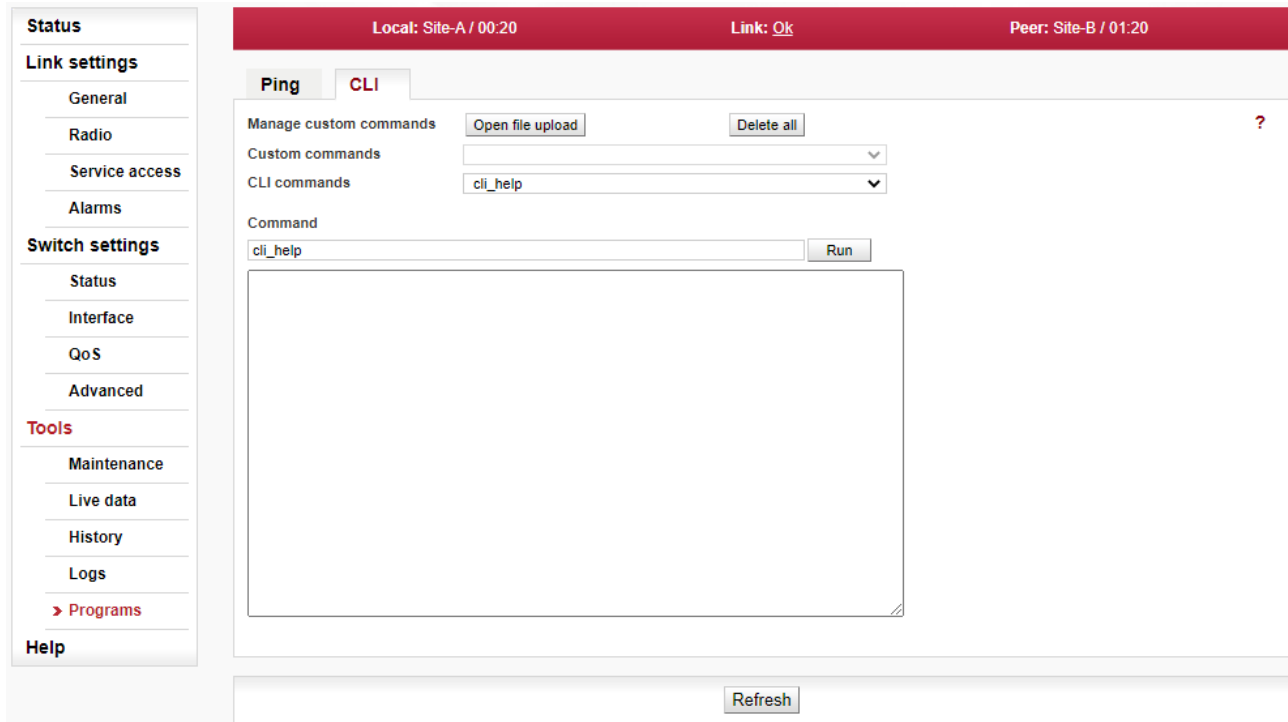 Status
Link settings
General
Radio
Service access
Alarms
Switch settings
Status
Interface
QoS
Advanced
Tools
Maintenance
Live data
History
Logs
Programs
Help
Local: Site-A / 00:20 Link: Ok Peer: Site-B / 01:20
Ping CLI
Manage custom commands Open file upload Delete all ?
Custom commands
CLI commands cli_help
Command
cli_help Run
Refresh